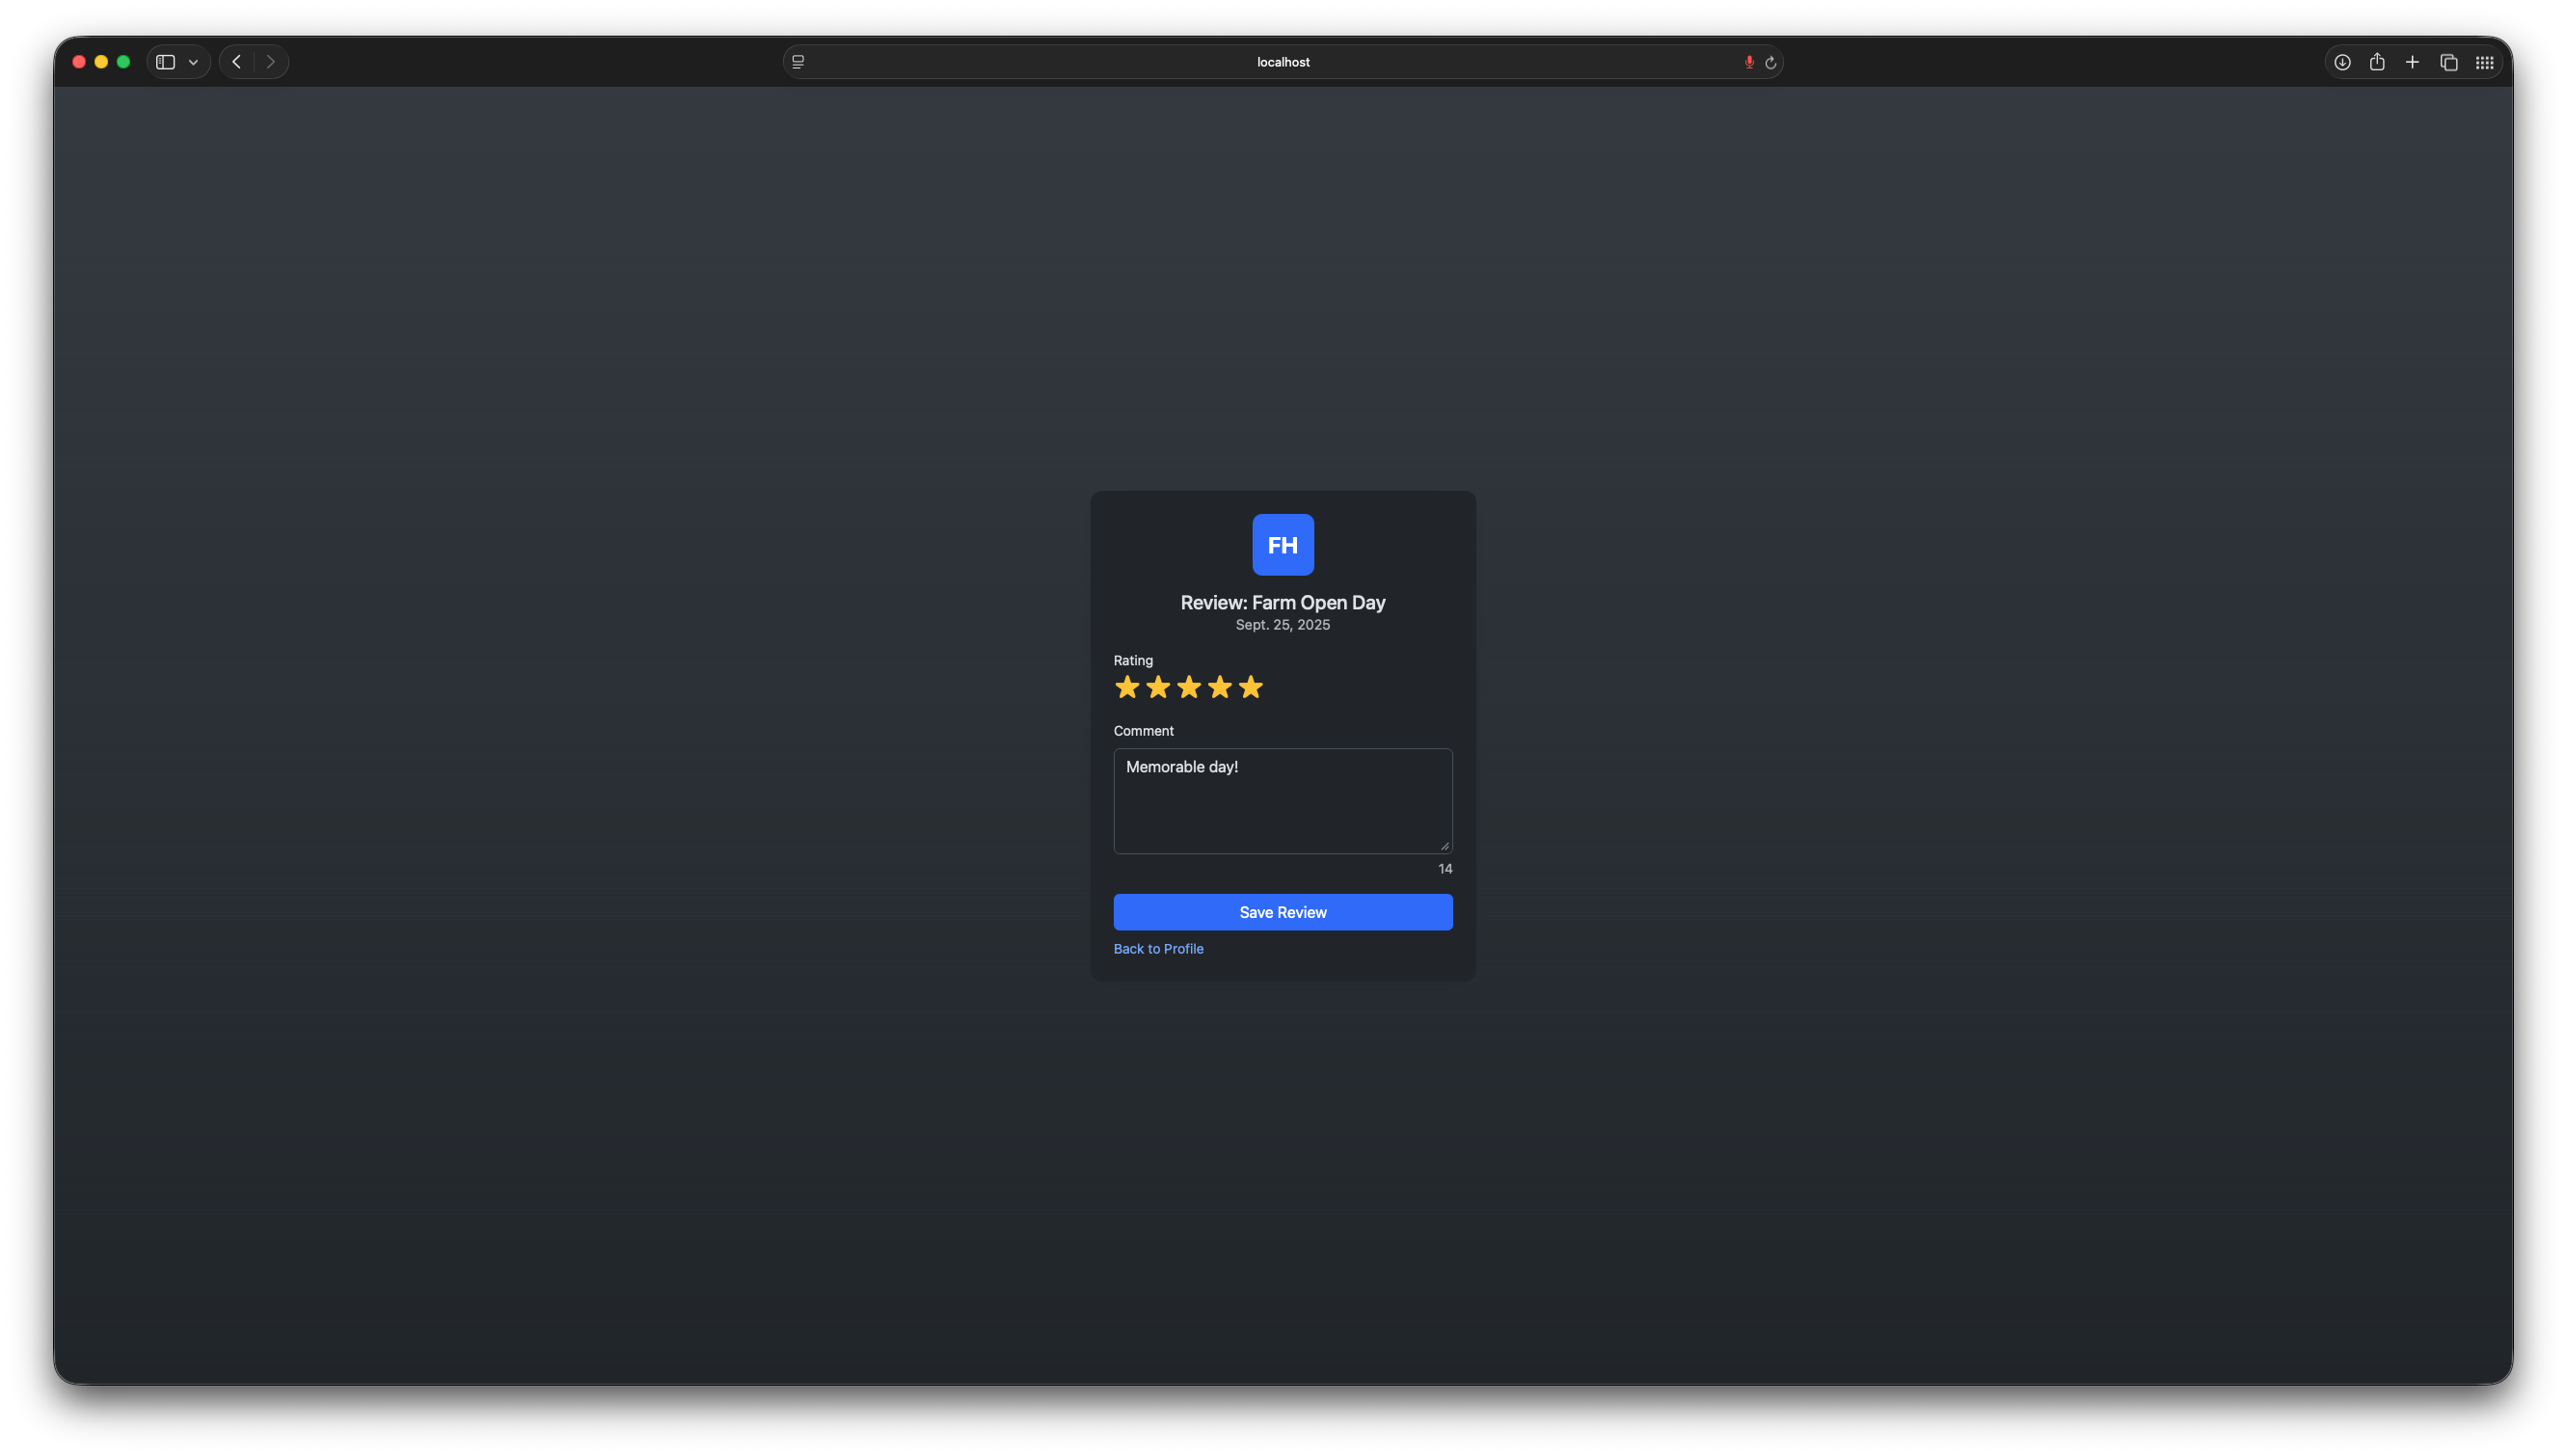 localhost
FH
Review: Farm Open Day
Sept. 25, 2025
Rating
Comment
Memorable day!
14
Save Review
Back to Profile